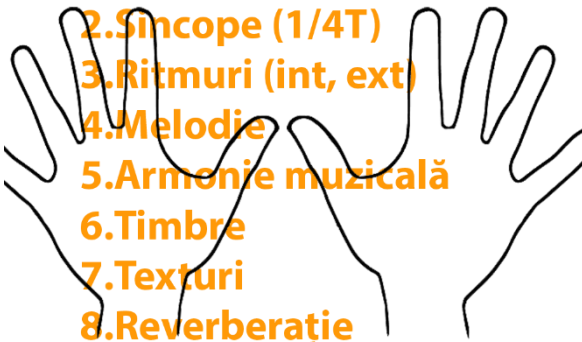 2.Sincope (1/4T)
3.Ritmuri (int, ext)
4.Melodie
5.Armonie muzicală
6.Timbre
7.Texturi
8.Reverberație